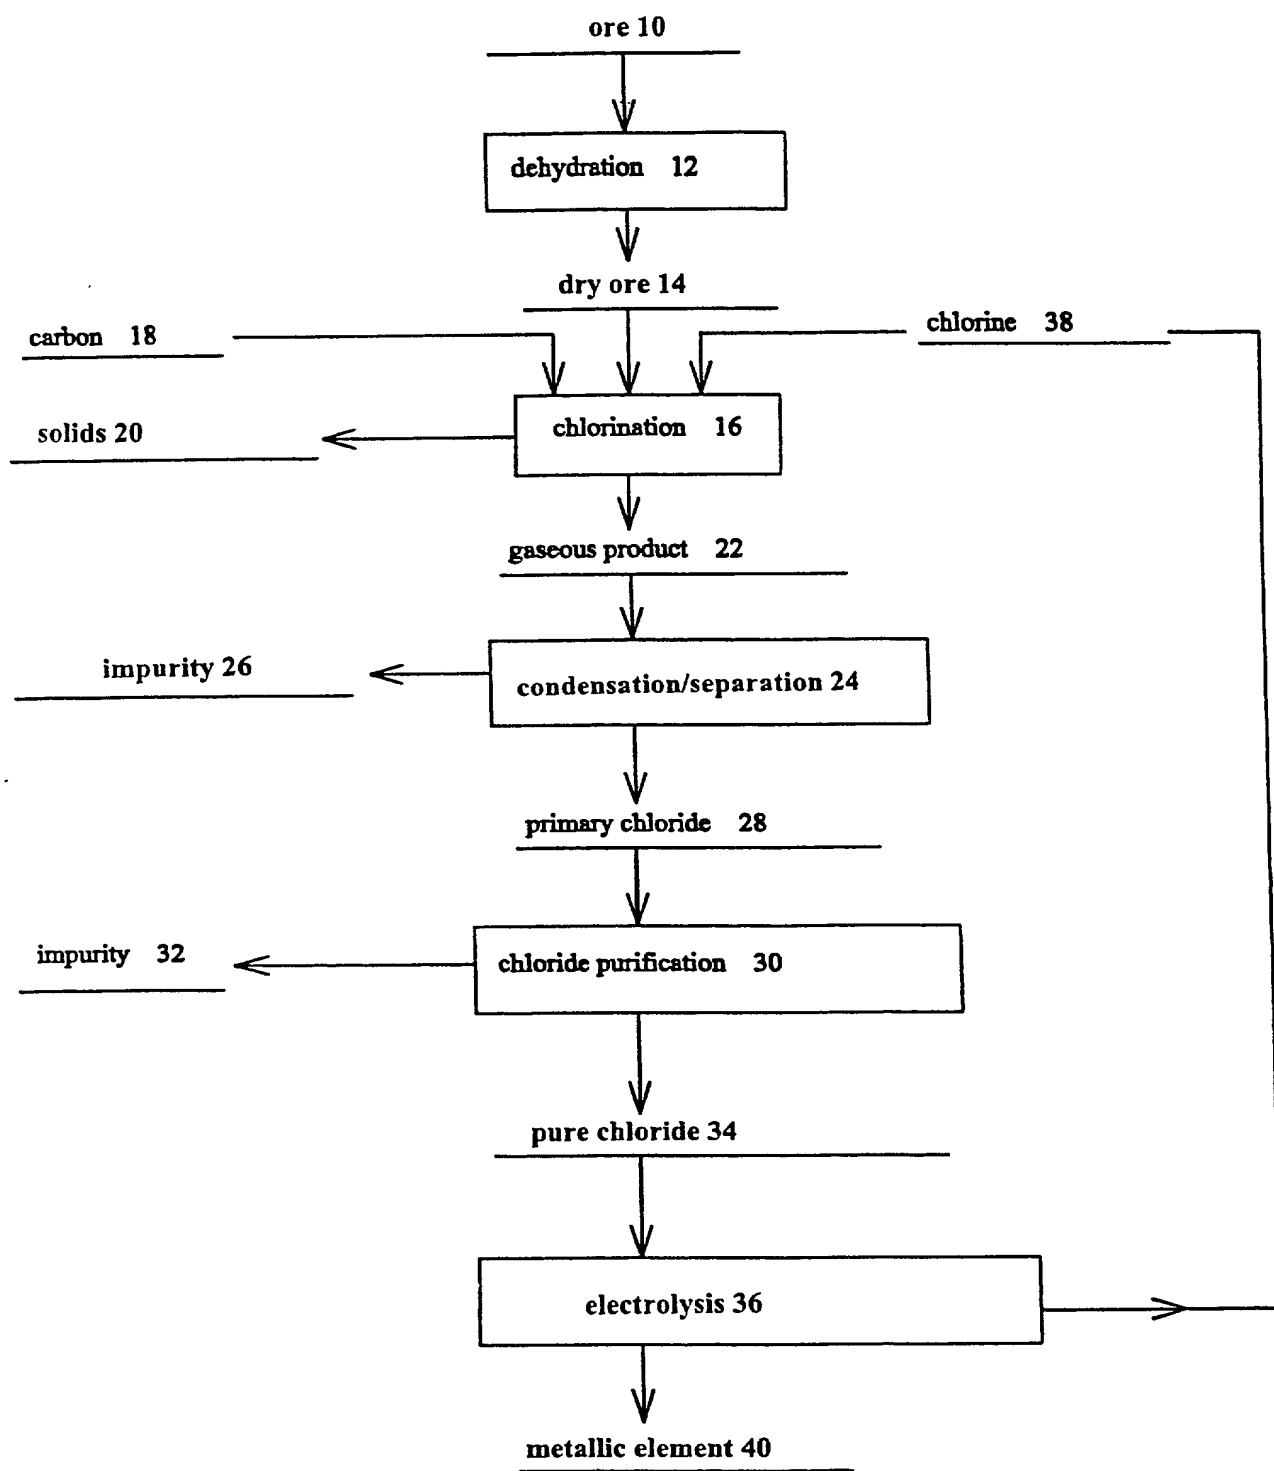 ore 10
dehydration 12
dry ore 14
carbon 18
chlorine 38
chlorination 16
solids 20
gaseous product 22
impurity 26
condensation/separation 24
primary chloride 28
impurity 32
chloride purification 30
pure chloride 34
electrolysis 36
metallic element 40